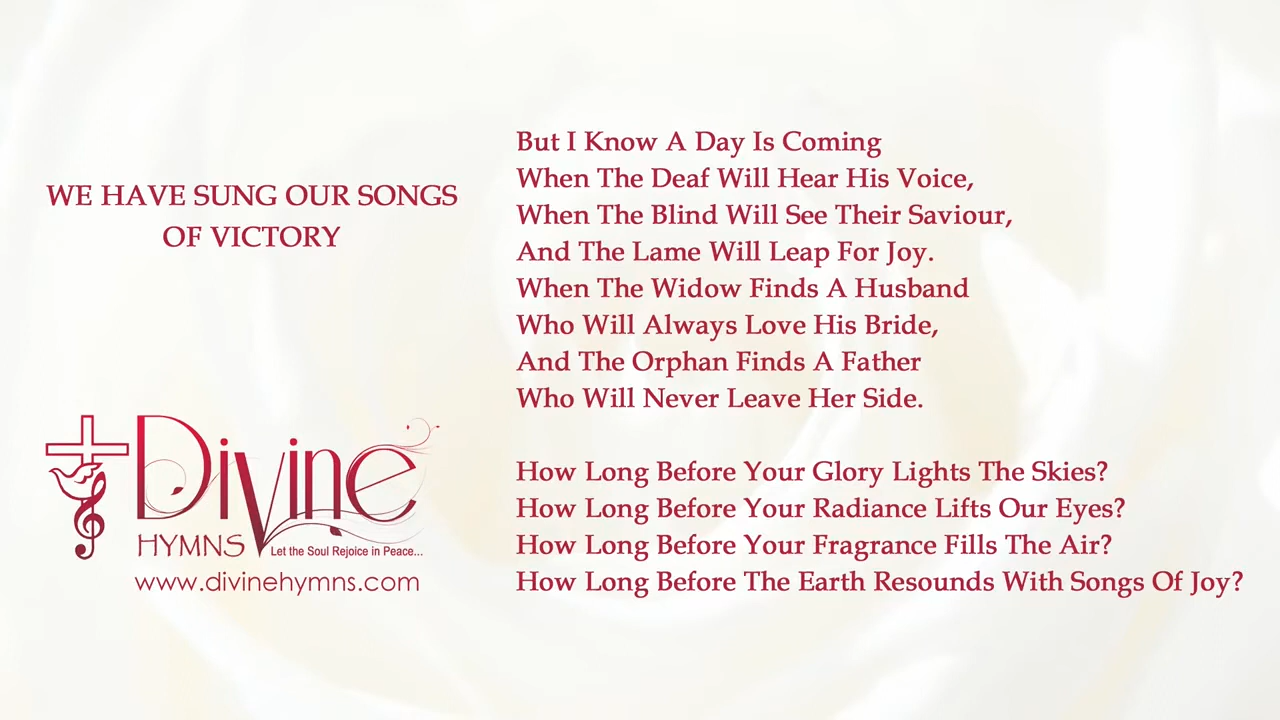 WE HAVE SUNG OUR SONGS
OF VICTORY
Divine
HYMNS
Let the Soul Rejoice in Peace...
www.divinehymns.com
But I Know A Day Is Coming
When The Deaf Will Hear His Voice,
When The Blind Will See Their Saviour,
And The Lame Will Leap For Joy.
When The Widow Finds A Husband
Who Will Always Love His Bride,
And The Orphan Finds A Father
Who Will Never Leave Her Side.
How Long Before Your Glory Lights The Skies?
How Long Before Your Radiance Lifts Our Eyes?
How Long Before Your Fragrance Fills The Air?
How Long Before The Earth Resounds With Songs Of Joy?